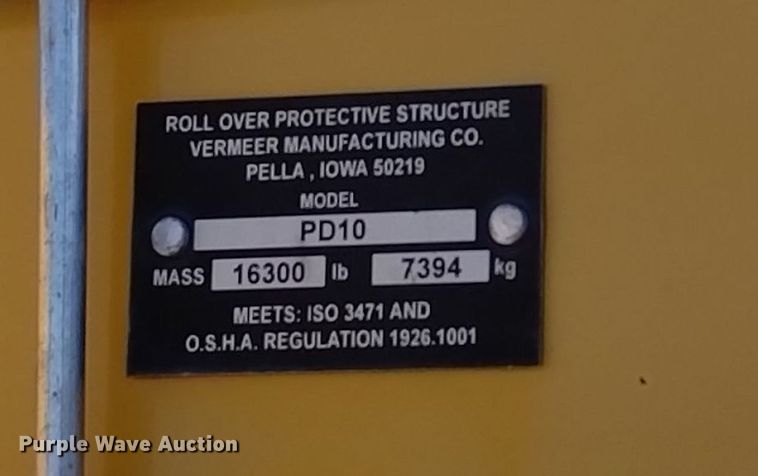 ROLL OVER PROTECTIVE STRUCTURE
VERMEER MANUFACTURING CO.
PELLA , IOWA 50219
MODEL
PD10
MASS 16300 lb 7394 kg
MEETS: ISO 3471 AND
O.S.H.A. REGULATION 1926.1001
Purple Wave Auction